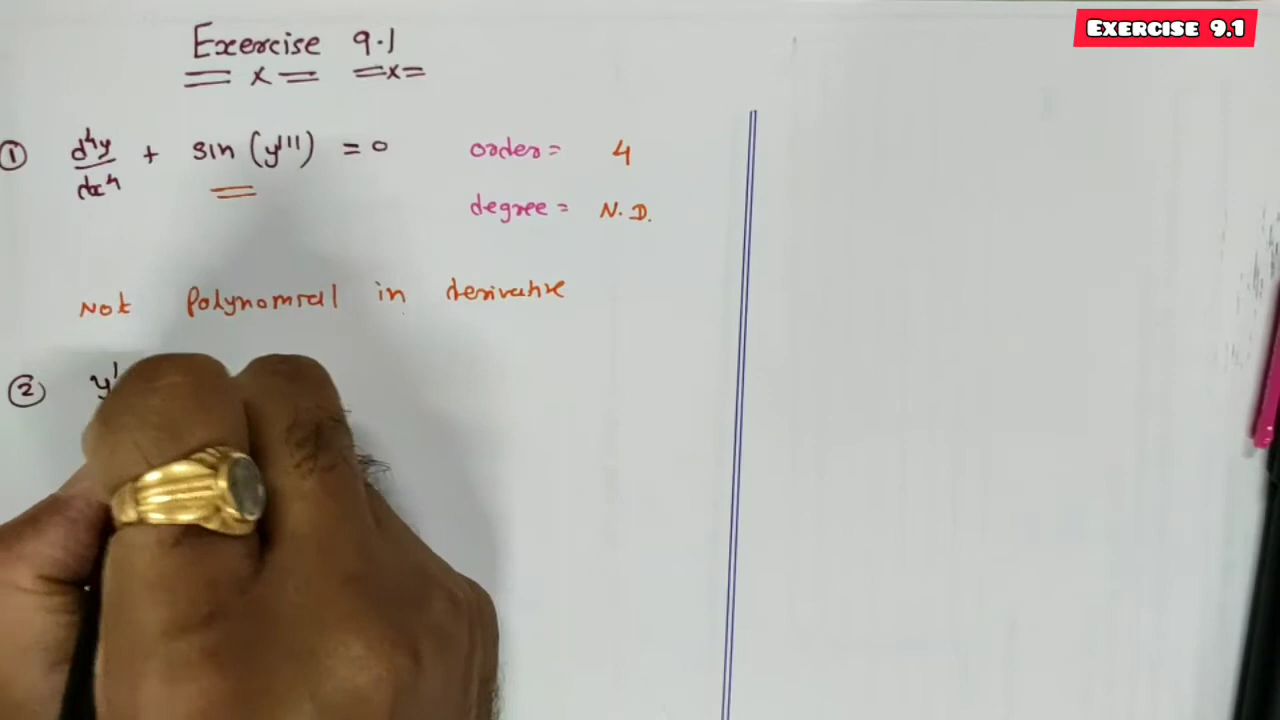 EXERCISE 9.1
Exercise 9.1
① d⁴y/dx⁴ + sin (y''') = 0 order = 4
degree = N.D.
Not Polynomial in derivative
② y'